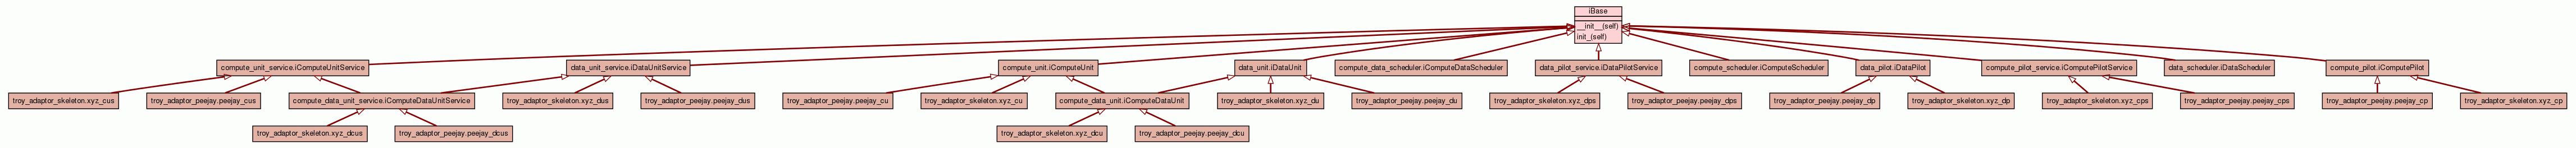 iBase
__init__(self)
init_(self)
compute_unit_service.iComputeUnitService
data_unit_service.iDataUnitService
compute_unit.iComputeUnit
data_unit.iDataUnit
compute_data_scheduler.iComputeDataScheduler
data_pilot_service.iDataPilotService
compute_scheduler.iComputeScheduler
data_pilot.iDataPilot
compute_pilot_service.iComputePilotService
data_scheduler.iDataScheduler
compute_pilot.iComputePilot
troy_adaptor_skeleton.xyz_cus
troy_adaptor_peejay.peejay_cus
compute_data_unit_service.iComputeDataUnitService
troy_adaptor_skeleton.xyz_dus
troy_adaptor_peejay.peejay_dus
troy_adaptor_peejay.peejay_cu
troy_adaptor_skeleton.xyz_cu
compute_data_unit.iComputeDataUnit
troy_adaptor_skeleton.xyz_du
troy_adaptor_peejay.peejay_du
troy_adaptor_skeleton.xyz_dps
troy_adaptor_peejay.peejay_dps
troy_adaptor_peejay.peejay_dp
troy_adaptor_skeleton.xyz_dp
troy_adaptor_skeleton.xyz_cps
troy_adaptor_peejay.peejay_cps
troy_adaptor_peejay.peejay_cp
troy_adaptor_skeleton.xyz_cp
troy_adaptor_skeleton.xyz_dcus
troy_adaptor_peejay.peejay_dcus
troy_adaptor_skeleton.xyz_dcu
troy_adaptor_peejay.peejay_dcu